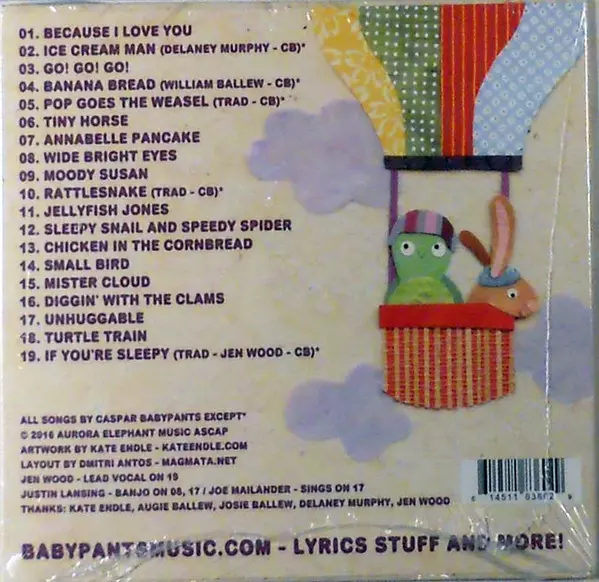 01. BECAUSE I LOVE YOU
02. ICE CREAM MAN (DELANEY MURPHY - CB)*
03. GO! GO! GO!
04. BANANA BREAD (WILLIAM BALLEW - CB)*
05. POP GOES THE WEASEL (TRAD - CB)*
06. TINY HORSE
07. ANNABELLE PANCAKE
08. WIDE BRIGHT EYES
09. MOODY SUSAN
10. RATTLESNAKE (TRAD - CB)*
11. JELLYFISH JONES
12. SLEEPY SNAIL AND SPEEDY SPIDER
13. CHICKEN IN THE CORNBREAD
14. SMALL BIRD
15. MISTER CLOUD
16. DIGGIN' WITH THE CLAMS
17. UNHUGGABLE
18. TURTLE TRAIN
19. IF YOU'RE SLEEPY (TRAD - JEN WOOD - CB)*
ALL SONGS BY CASPAR BABYPANTS EXCEPT*
© 2016 AURORA ELEPHANT MUSIC ASCAP
ARTWORK BY KATE ENDLE - KATEENDLE.COM
LAYOUT BY DMITRI ANTOS - MAGMATA.NET
JEN WOOD - LEAD VOCAL ON 19
JUSTIN LANSING - BANJO ON 08, 17 / JOE MAILANDER - SINGS ON 17
THANKS: KATE ENDLE, AUGIE BALLEW, JOSIE BALLEW, DELANEY MURPHY, JEN WOOD
BABYPANTSMUSIC.COM - LYRICS STUFF AND MORE!